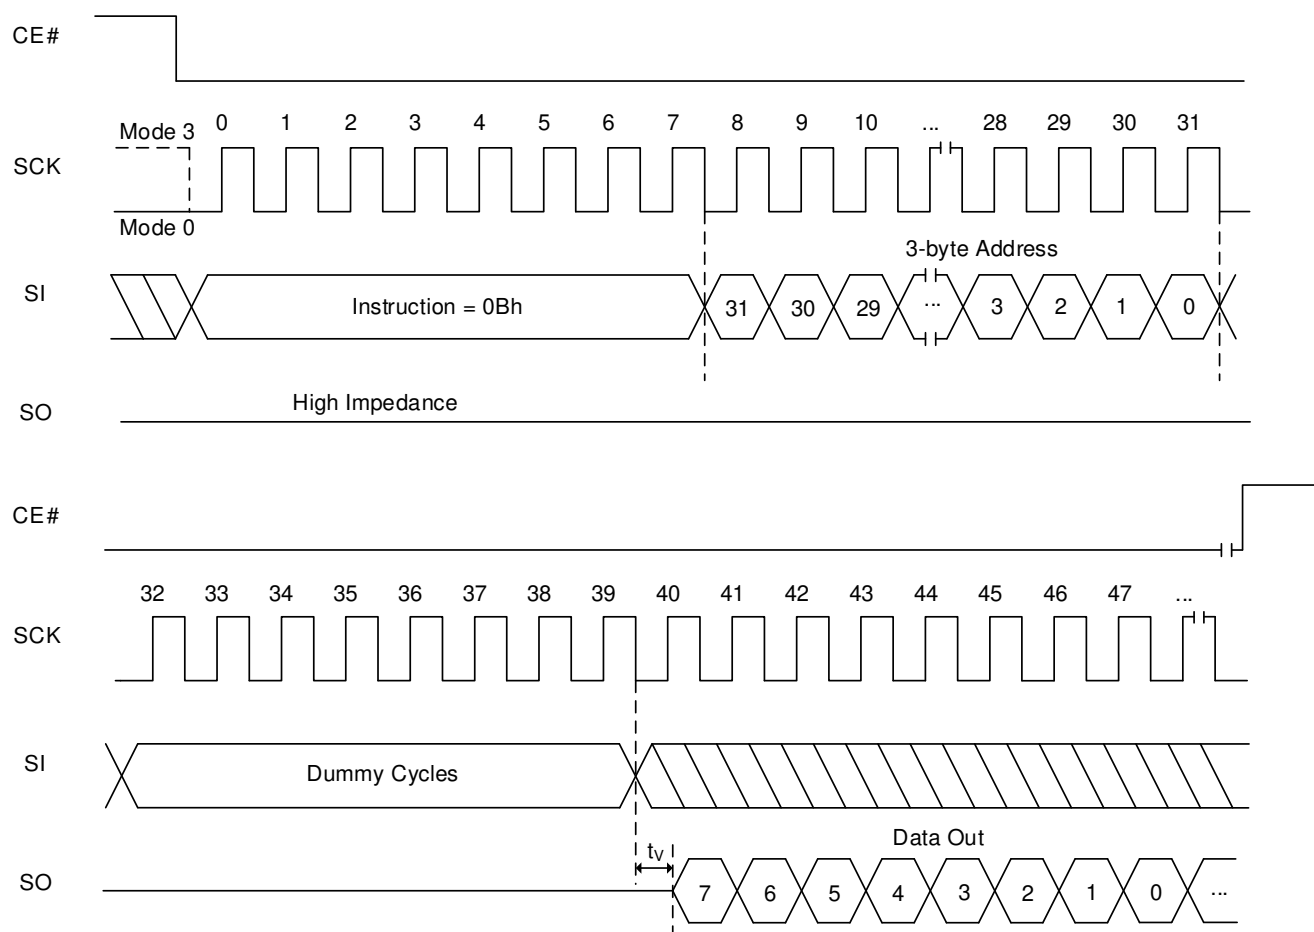 CE#
Mode 3 0 1 2 3 4 5 6 7 8 9 10 ... 28 29 30 31
SCK
Mode 0
3-byte Address
SI Instruction = 0Bh 31 30 29 ... 3 2 1 0
High Impedance
SO
CE#
32 33 34 35 36 37 38 39 40 41 42 43 44 45 46 47 ...
SCK
SI Dummy Cycles
Data Out
tV
SO 7 6 5 4 3 2 1 0 ...